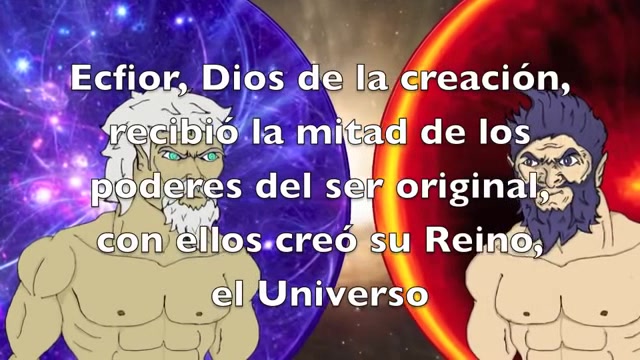 Ecfior, Dios de la creación,
recibió la mitad de los
poderes del ser original,
con ellos creó su Reino,
el Universo